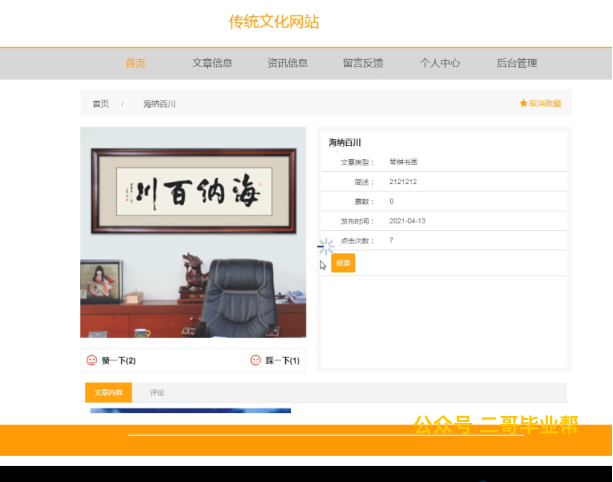 传统文化网站
首页 文章信息 资讯信息 留言反馈 个人中心 后台管理
首页 / 海纳百川 ★取消收藏
川百纳海
海纳百川
文章类型： 琴棋书画
简述： 2121212
票数： 0
发布时间： 2021-04-13
点击次数： 7
投票
赞一下(2) 踩一下(1)
文章内容 评论
公众号 二哥毕业帮